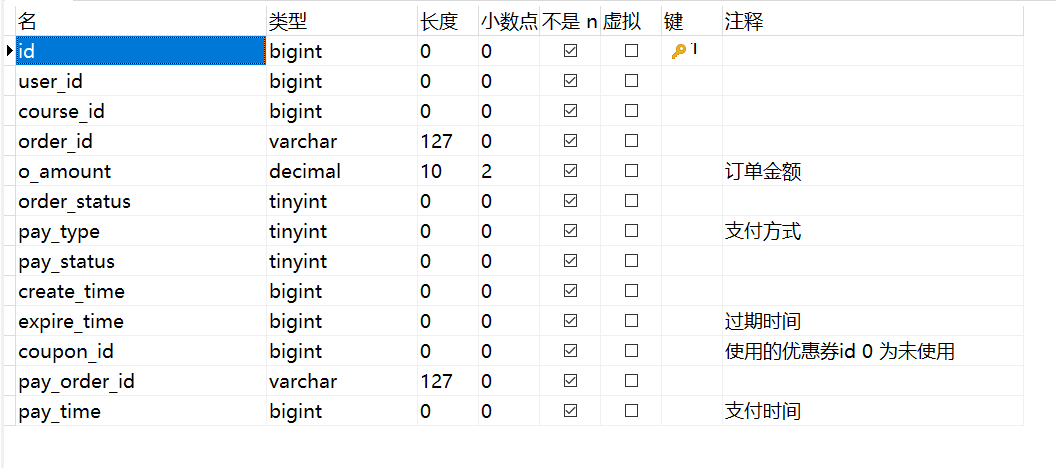 名 类型 长度 小数点 不是 n 虚拟 键 注释
id bigint 0 0 1
user_id bigint 0 0
course_id bigint 0 0
order_id varchar 127 0
o_amount decimal 10 2 订单金额
order_status tinyint 0 0
pay_type tinyint 0 0 支付方式
pay_status tinyint 0 0
create_time bigint 0 0
expire_time bigint 0 0 过期时间
coupon_id bigint 0 0 使用的优惠券id 0 为未使用
pay_order_id varchar 127 0
pay_time bigint 0 0 支付时间